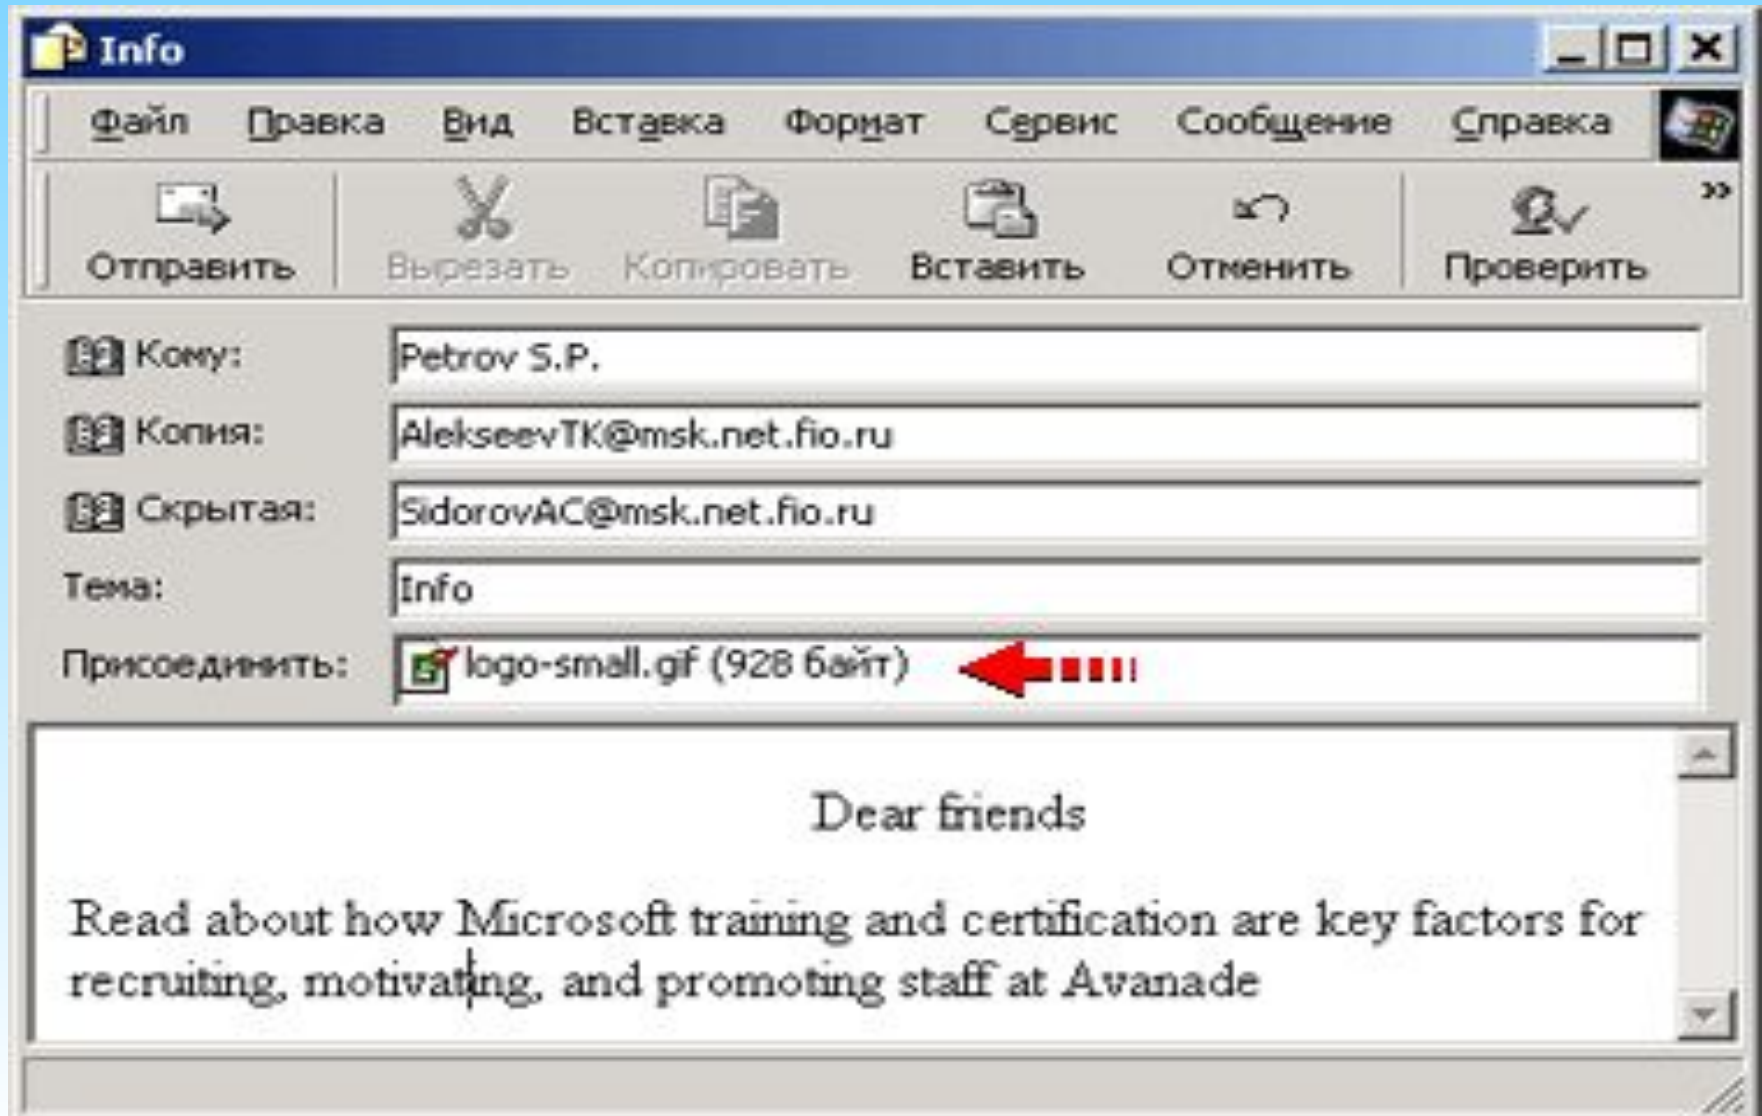 Info
Файл Правка Вид Вставка Формат Сервис Сообщение Справка
Отправить Вырезать Копировать Вставить Отменить Проверить »
Кому: Petrov S.P.
Копия: AlekseevTK@msk.net.fio.ru
Скрытая: SidorovAC@msk.net.fio.ru
Тема: Info
Присоединить: logo-small.gif (928 байт)
Dear friends
Read about how Microsoft training and certification are key factors for
recruiting, motivating, and promoting staff at Avanade